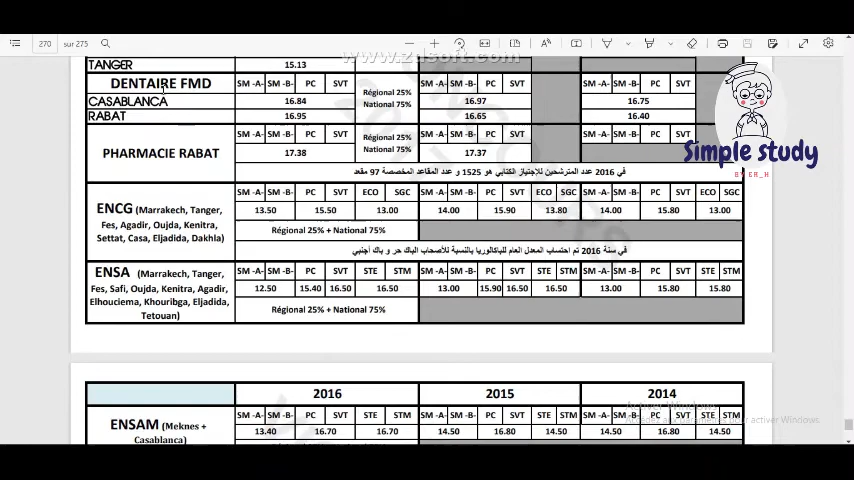 270 sur 275
www.zdsoft.com
TANGER 15.13
DENTAIRE FMD SM -A- SM -B- PC SVT Régional 25% National 75% SM -A- SM -B- PC SVT SM -A- SM -B- PC SVT
CASABLANCA 16.84 16.97 16.75
RABAT 16.95 16.65 16.40
PHARMACIE RABAT SM -A- SM -B- PC SVT Régional 25% National 75% SM -A- SM -B- PC SVT
17.38 17.37
في 2016 عدد المترشحين للاجتياز الكتابي هو 1525 و عدد المقاعد المخصصة 97 مقعد
Simple study
BY ER_H
ENCG (Marrakech, Tanger,
Fes, Agadir, Oujda, Kenitra,
Settat, Casa, Eljadida, Dakhla)
SM -A- SM -B- PC SVT ECO SGC SM -A- SM -B- PC SVT ECO SGC SM -A- SM -B- PC SVT ECO SGC
13.50 15.50 13.00 14.00 15.90 13.80 14.00 15.80 13.00
Régional 25% + National 75%
في سنة 2016 تم احتساب المعدل العام للباكالوريا بالنسبة للأصحاب الباك حر و باك أجنبي
ENSA (Marrakech, Tanger,
Fes, Safi, Oujda, Kenitra, Agadir,
Elhouciema, Khouribga, Eljadida,
Tetouan)
SM -A- SM -B- PC SVT STE STM SM -A- SM -B- PC SVT STE STM SM -A- SM -B- PC SVT STE STM
12.50 15.40 16.50 16.50 13.00 15.90 16.50 16.50 13.00 15.80 15.80
Régional 25% + National 75%
2016 2015 2014
ENSAM (Meknes +
Casablanca)
SM -A- SM -B- PC SVT STE STM SM -A- SM -B- PC SVT STE STM SM -A- SM -B- PC SVT STE STM
13.40 16.70 16.70 14.50 16.80 14.50 14.50 16.80 14.50
Activer Windows
Accédez aux paramètres pour activer Windows.